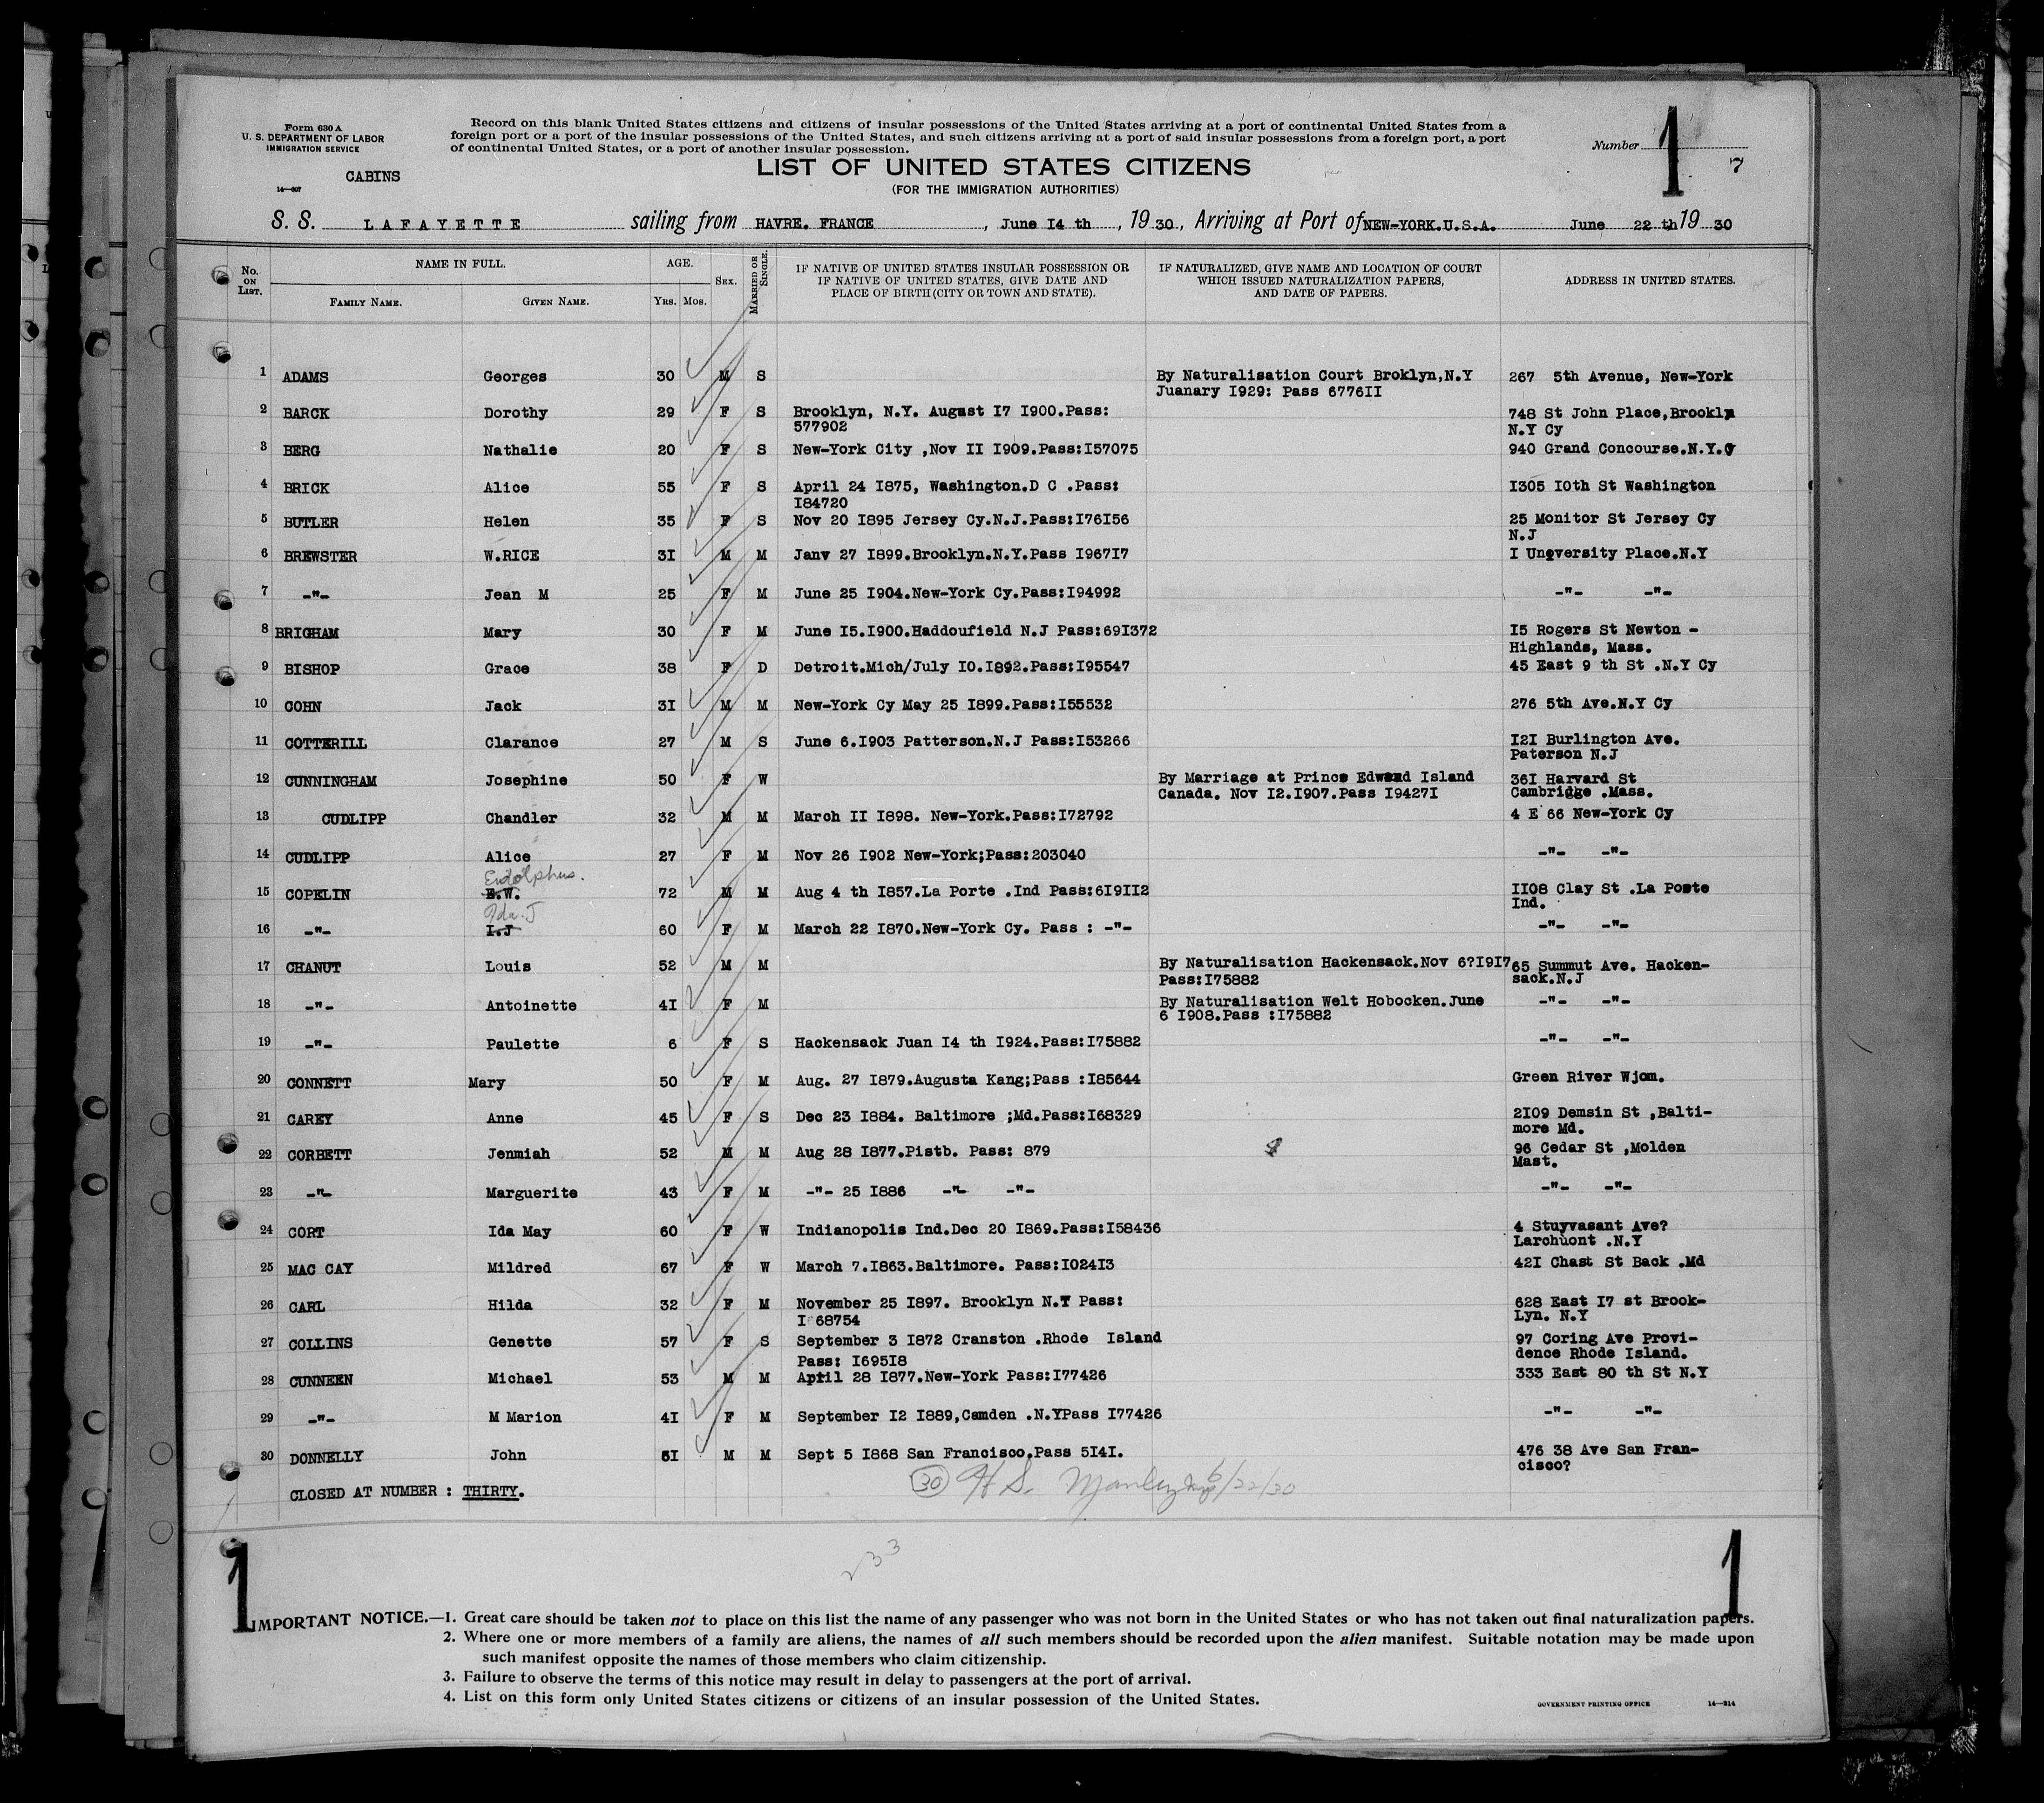 Form 630 A
U. S. DEPARTMENT OF LABOR
IMMIGRATION SERVICE
Record on this blank United States citizens and citizens of insular possessions of the United States arriving at a port of continental United States from a
foreign port or a port of the insular possessions of the United States, and such citizens arriving at a port of said insular possessions from a foreign port, a port
of continental United States, or a port of another insular possession.
Number 1
7
CABINS
14—607
LIST OF UNITED STATES CITIZENS
(FOR THE IMMIGRATION AUTHORITIES)
S. S. LAFAYETTE sailing from HAVRE. FRANCE, June I4 th, 19 30, Arriving at Port of NEW-YORK.U.S.A. June 22 th 19 30
No. ON LIST. NAME IN FULL. FAMILY NAME. GIVEN NAME. AGE. YRS. MOS. SEX. MARRIED OR SINGLE. IF NATIVE OF UNITED STATES INSULAR POSSESSION OR IF NATIVE OF UNITED STATES, GIVE DATE AND PLACE OF BIRTH (CITY OR TOWN AND STATE). IF NATURALIZED, GIVE NAME AND LOCATION OF COURT WHICH ISSUED NATURALIZATION PAPERS, AND DATE OF PAPERS. ADDRESS IN UNITED STATES.
1 ADAMS Georges 30 M S By Naturalisation Court Broklyn,N.Y 267 5th Avenue, New-York
Juanary I929: Pass 6776II
2 BARCK Dorothy 29 F S Brooklyn, N.Y. August I7 I900.Pass: 748 St John Place,Brookln
577902 N.Y Cy
3 BERG Nathalie 20 F S New-York City ,Nov II I909.Pass:I57075 940 Grand Concourse.N.Y.C
4 BRICK Alice 55 F S April 24 I875, Washington.D C .Pass: I305 I0th St Washington
I84720
5 BUTLER Helen 35 F S Nov 20 I895 Jersey Cy.N.J.Pass:I76I56 25 Monitor St Jersey Cy
N.J
6 BREWSTER W.RICE 3I M M Janv 27 I899.Brooklyn.N.Y.Pass I967I7 I Unyversity Place.N.Y
7 -"- Jean M 25 F M June 25 I904.New-York Cy.Pass:I94992 -"- -"-
8 BRIGHAM Mary 30 F M June I5.I900.Haddoufield N.J Pass:69I372 I5 Rogers St Newton -
Highlands, Mass.
9 BISHOP Grace 38 F D Detroit.Mich/July I0.I892.Pass:I95547 45 East 9 th St .N.Y Cy
10 COHN Jack 3I M M New-York Cy May 25 I899.Pass:I55532 276 5th Ave.N.Y Cy
11 COTTERILL Clarance 27 M S June 6.I903 Patterson.N.J Pass:I53266 I2I Burlington Ave.
Paterson N.J
12 CUNNINGHAM Josephine 50 F W By Marriage at Prince Edward Island 36I Harvard St
Canada. Nov I2.I907.Pass I9427I Cambrigge .Mass.
13 CUDLIPP Chandler 32 M M March II I898. New-York.Pass:I72792 4 E 66 New-York Cy
14 CUDLIPP Alice 27 F M Nov 26 I902 New-York;Pass:203040 -"- -"-
15 COPELIN E.W. 72 M M Aug 4 th I857.La Porte .Ind Pass:6I9II2 II08 Clay St .La Poste
Ind.
Ida. J
16 -"- I.J 60 F M March 22 I870.New-York Cy. Pass : -"- -"- -"-
17 CHANUT Louis 52 M M By Naturalisation Hackensack.Nov 6?I9I7 65 Summut Ave. Hacken-
Pass:I75882 sack.N.J
18 -"- Antoinette 4I F M By Naturalisation Welt Hobocken.June -"- -"-
6 I908.Pass :I75882
19 -"- Paulette 6 F S Hackensack Juan I4 th I924.Pass:I75882 -"- -"-
20 CONNETT Mary 50 F M Aug. 27 I879.Augusta Kang;Pass :I85644 Green River Wjom.
21 CAREY Anne 45 F S Dec 23 I884. Baltimore ;Md.Pass:I68329 2I09 Demsin St ,Balti-
more Md.
22 CORBETT Jenmiah 52 M M Aug 28 I877.Pistb. Pass: 879 96 Cedar St ,Molden
Mast.
23 -"- Marguerite 43 F M -"- 25 I886 -"- -"- -"- -"-
24 CORT Ida May 60 F W Indianopolis Ind.Dec 20 I869.Pass:I58436 4 Stuyvasant Ave?
Larchuont .N.Y
25 MAC CAY Mildred 67 F W March 7.I863.Baltimore. Pass:I024I3 42I Chast St Back .Md
26 CARL Hilda 32 F M November 25 I897. Brooklyn N.Y Pass: 628 East I7 st Brook-
I 68754 Lyn. N.Y
27 COLLINS Genette 57 F S September 3 I872 Cranston .Rhode Island 97 Coring Ave Provi-
Pass: I695I8 dence Rhode Island.
28 CUNNEEN Michael 53 M M April 28 I877.New-York Pass:I77426 333 East 80 th St N.Y
29 -"- M Marion 4I F M September I2 I889,Camden .N.YPass I77426 -"- -"-
30 DONNELLY John 6I M M Sept 5 I868 San Francisco.Pass 5I4I. 476 38 Ave San Fran-
cisco?
CLOSED AT NUMBER : THIRTY.
30 H S. Manley 6/22/30
33
1 1
IMPORTANT NOTICE.—1. Great care should be taken not to place on this list the name of any passenger who was not born in the United States or who has not taken out final naturalization papers.
2. Where one or more members of a family are aliens, the names of all such members should be recorded upon the alien manifest. Suitable notation may be made upon
such manifest opposite the names of those members who claim citizenship.
3. Failure to observe the terms of this notice may result in delay to passengers at the port of arrival.
4. List on this form only United States citizens or citizens of an insular possession of the United States.
GOVERNMENT PRINTING OFFICE 14—214